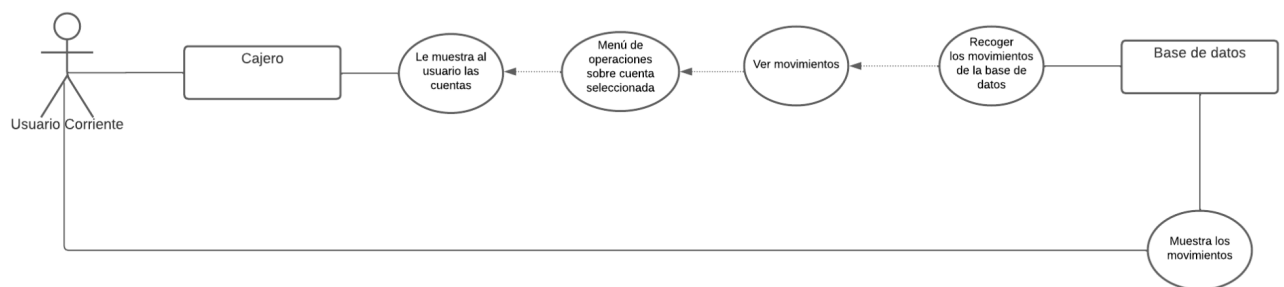 Usuario Corriente
Cajero
Le muestra al
usuario las
cuentas
Menú de
operaciones
sobre cuenta
seleccionada
Ver movimientos
Recoger
los movimientos
de la base de
datos
Base de datos
Muestra los
movimientos